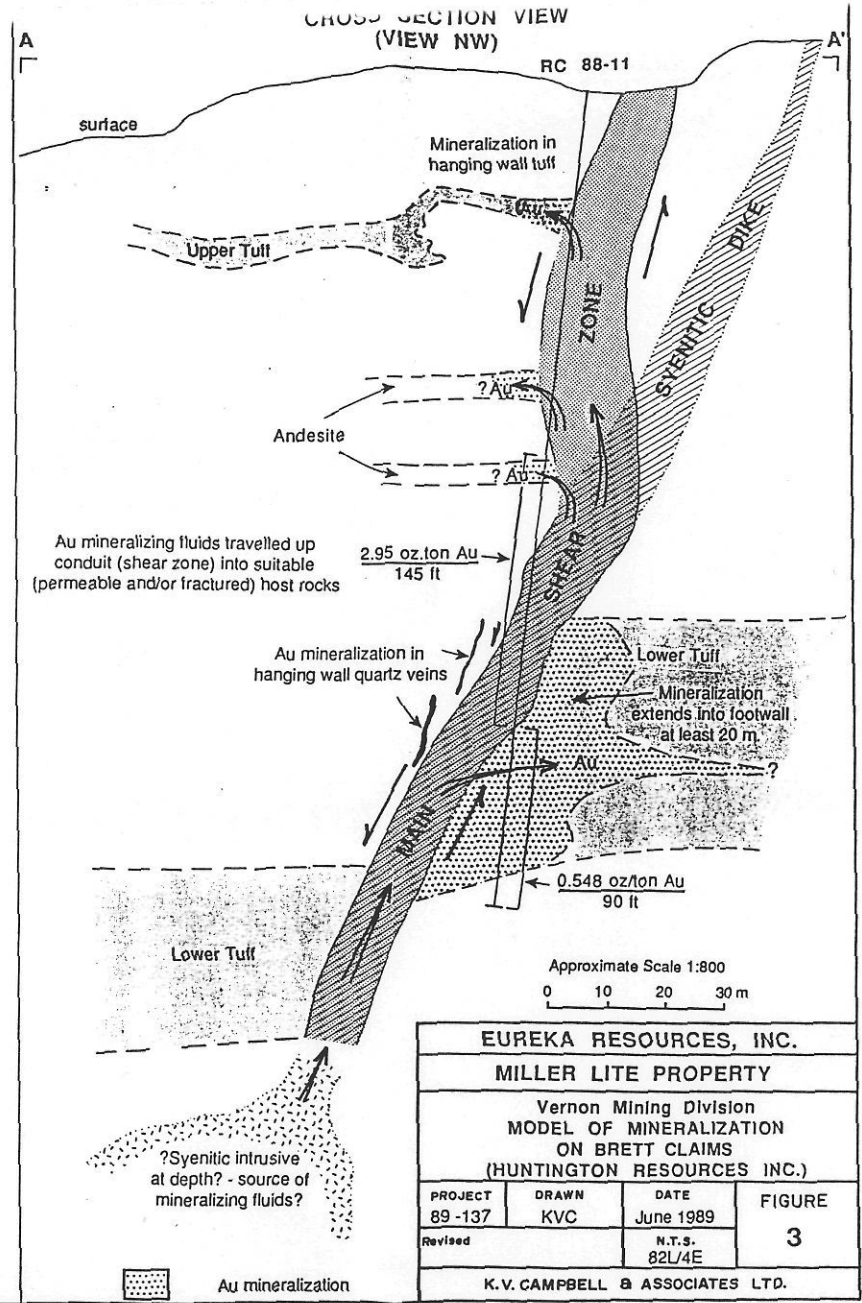 CROSS SECTION VIEW
(VIEW NW)
A
A'
RC 88-11
surface
Mineralization in
hanging wall tuff
Au
Upper Tuff
ZONE
DIKE
SYENITIC
? Au
Andesite
? Au
SHEAR
Au mineralizing fluids travelled up
conduit (shear zone) into suitable
(permeable and/or fractured) host rocks
2.95 oz.ton Au
145 ft
Au mineralization in
hanging wall quartz veins
Lower Tuff
Mineralization
extends into footwall
at least 20 m.
Au
?
MAIN
0.548 oz/ton Au
90 ft
Lower Tuff
Approximate Scale 1:800
0 10 20 30 m
?Syenitic intrusive
at depth? - source of
mineralizing fluids?
Au mineralization
EUREKA RESOURCES, INC.
MILLER LITE PROPERTY
Vernon Mining Division
MODEL OF MINERALIZATION
ON BRETT CLAIMS
(HUNTINGTON RESOURCES INC.)
PROJECT
89-137
DRAWN
KVC
DATE
June 1989
FIGURE
3
Revised
N.T.S.
82L/4E
K.V. CAMPBELL & ASSOCIATES LTD.